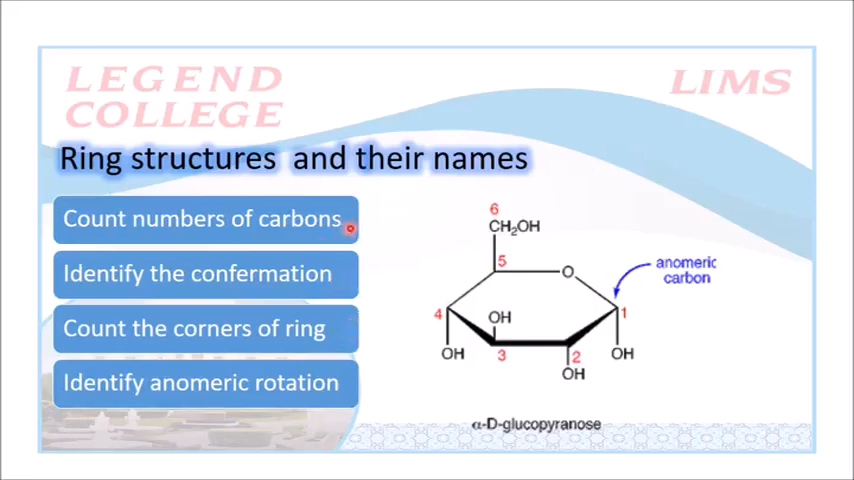 LEGEND
COLLEGE
LIMS
Ring structures and their names
Count numbers of carbons
Identify the confermation
Count the corners of ring
Identify anomeric rotation
6
CH2OH
5
O
anomeric
carbon
4
OH
1
OH
3
2
OH
OH
α-D-glucopyranose